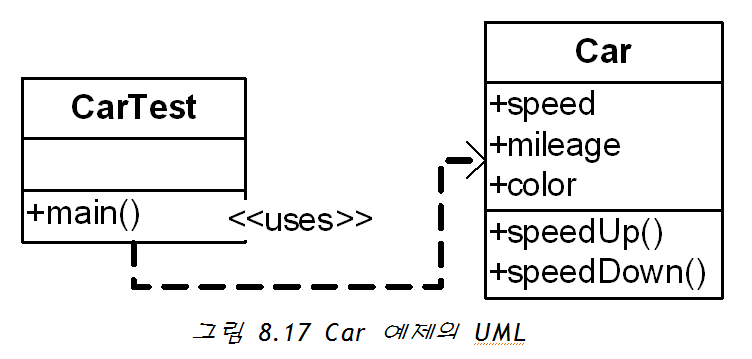 CarTest
+main()
<<uses>>
Car
+speed
+mileage
+color
+speedUp()
+speedDown()
그림 8.17 Car 예제의 UML